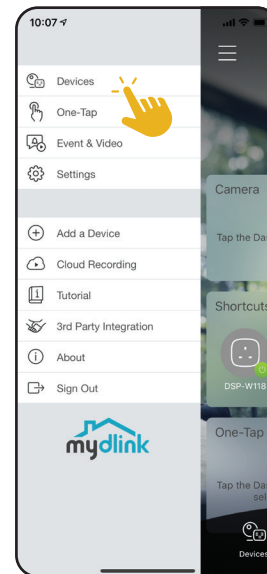 10:07
Devices
One-Tap
Event & Video
Settings
Add a Device
Cloud Recording
Tutorial
3rd Party Integration
About
Sign Out
mydlink
Camera
Tap the Da
Shortcuts
DSP-W118
One-Tap
Tap the Da
sel
Devices